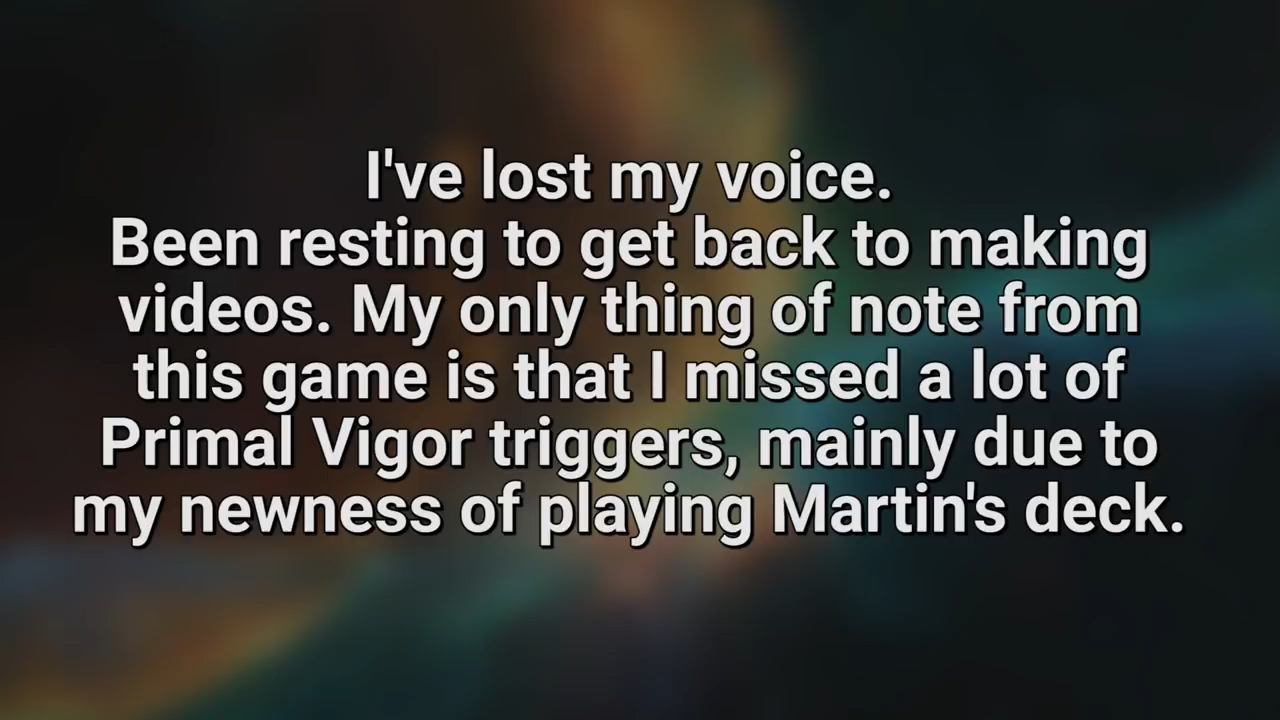 I've lost my voice.
Been resting to get back to making
videos. My only thing of note from
this game is that I missed a lot of
Primal Vigor triggers, mainly due to
my newness of playing Martin's deck.